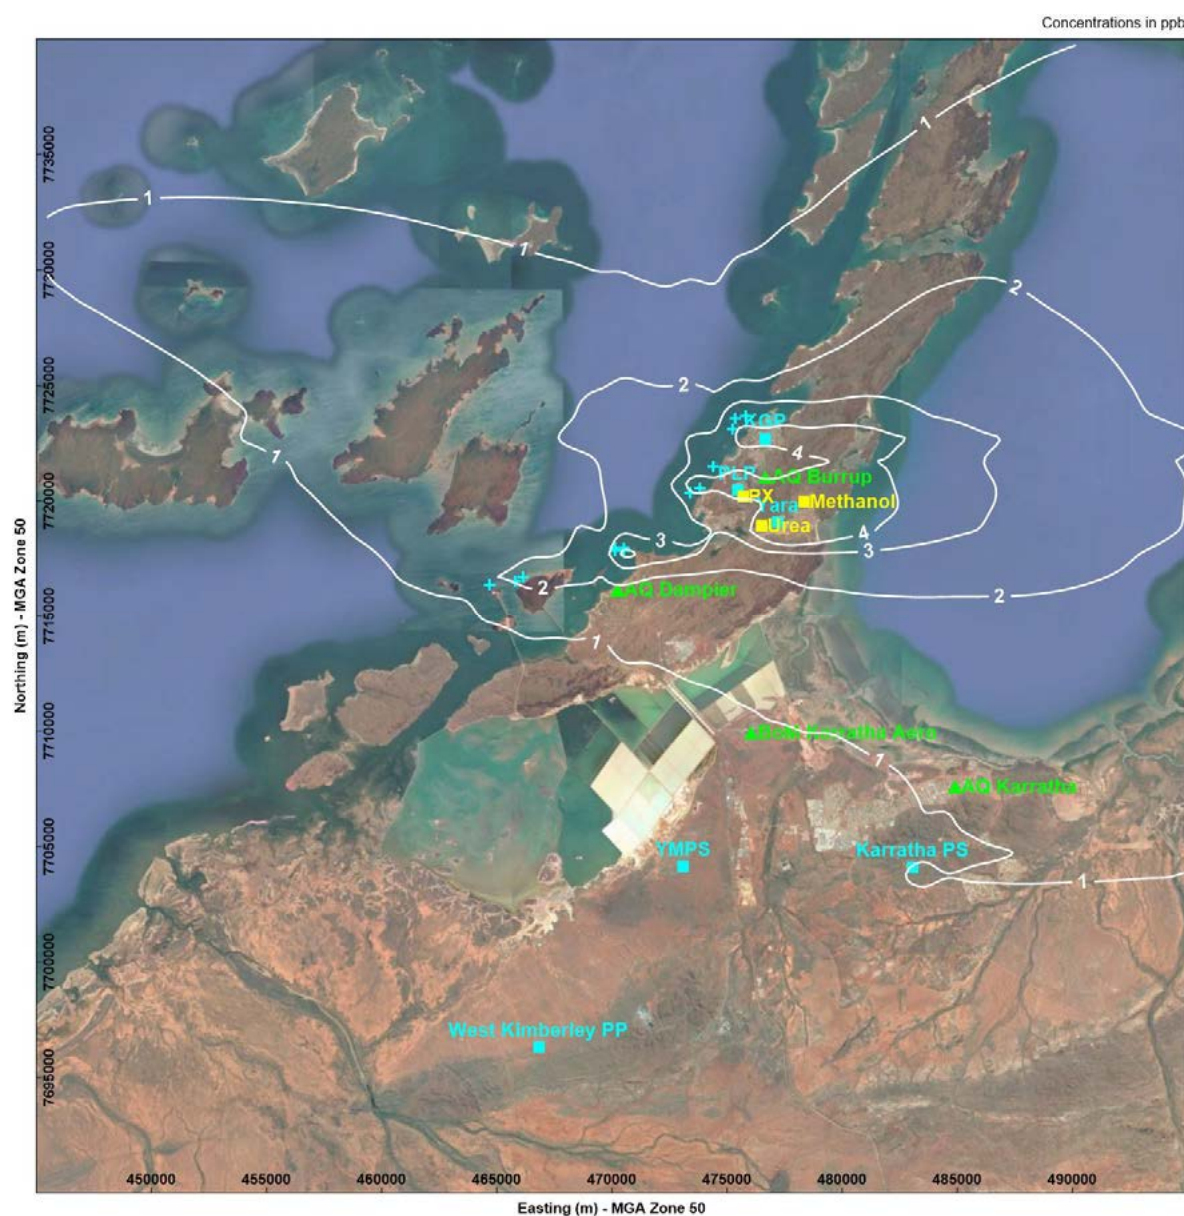 Concentrations in ppb
1
7735000
1
1
7730000
2
7725000
2
KGP
1
4
PLP
AQ Burrup
7720000
PX
Methanol
Yara
Urea
4
3
3
2
AQ Dampier
2
7715000
1
Northing (m) - MGA Zone 50
7710000
BoM Karratha Aero
1
AQ Karratha
7705000
YMPS
Karratha PS
1
7700000
West Kimberley PP
7695000
450000 455000 460000 465000 470000 475000 480000 485000 490000
Easting (m) - MGA Zone 50